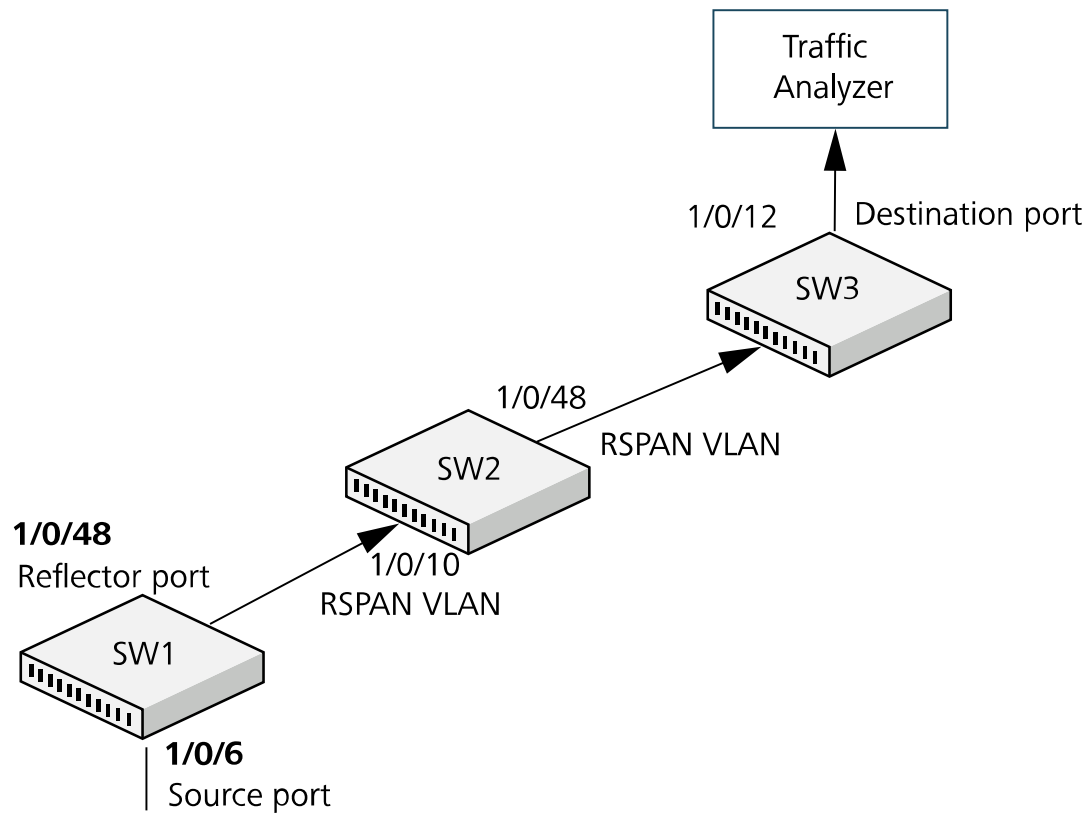 Traffic
Analyzer
1/0/12
Destination port
SW3
1/0/48
RSPAN VLAN
SW2
1/0/48
Reflector port
1/0/10
RSPAN VLAN
SW1
1/0/6
Source port